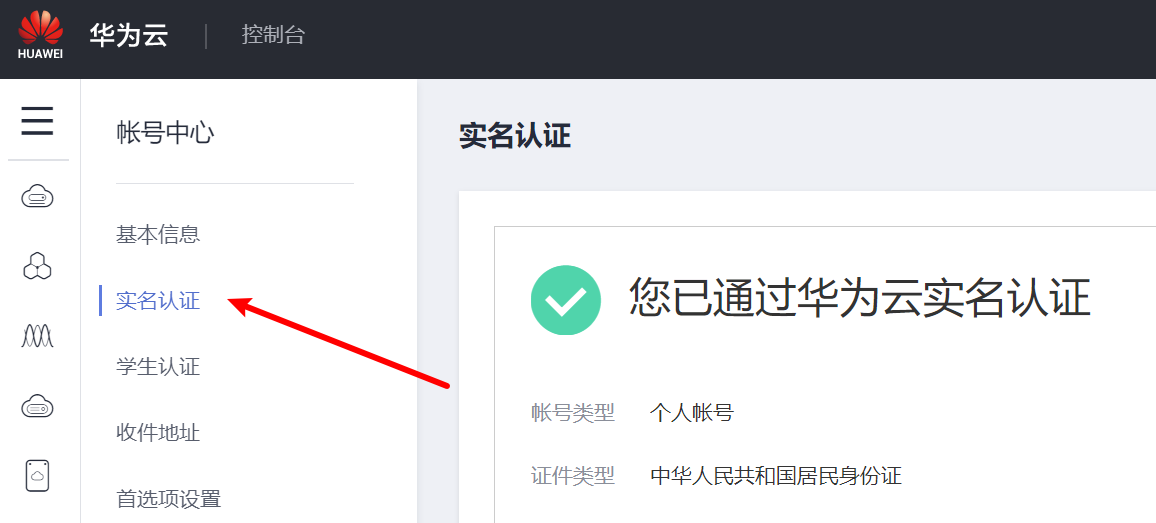 HUAWEI
华为云
控制台
帐号中心
基本信息
实名认证
学生认证
收件地址
首选项设置
实名认证
您已通过华为云实名认证
帐号类型 个人帐号
证件类型 中华人民共和国居民身份证